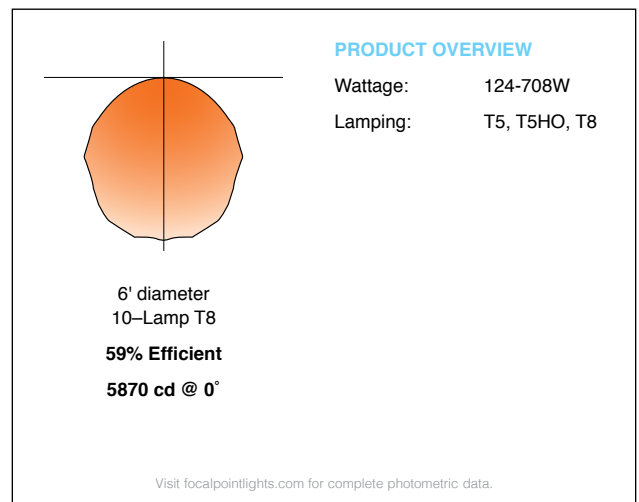 PRODUCT OVERVIEW
Wattage: 124-708W
Lamping: T5, T5HO, T8
6' diameter
10–Lamp T8
59% Efficient
5870 cd @ 0°
Visit focalpointlights.com for complete photometric data.